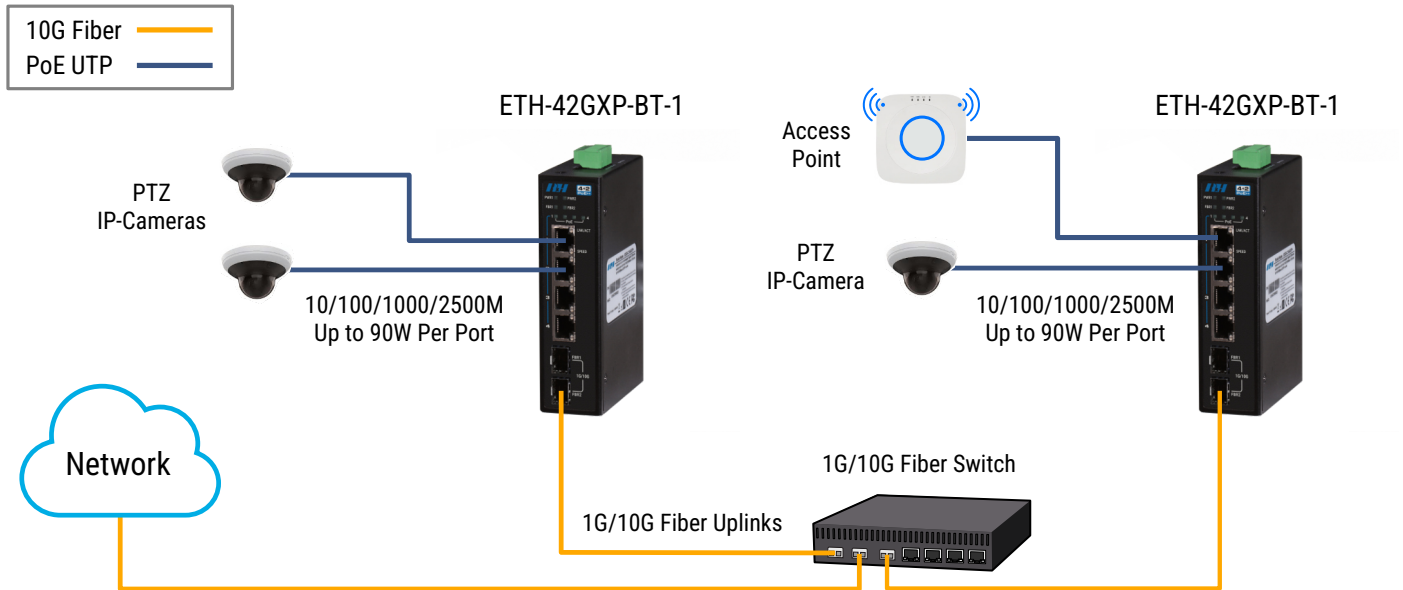 10G Fiber
PoE UTP
ETH-42GXP-BT-1
ETH-42GXP-BT-1
Access
Point
PTZ
IP-Cameras
PTZ
IP-Camera
10/100/1000/2500M
Up to 90W Per Port
10/100/1000/2500M
Up to 90W Per Port
Network
1G/10G Fiber Switch
1G/10G Fiber Uplinks